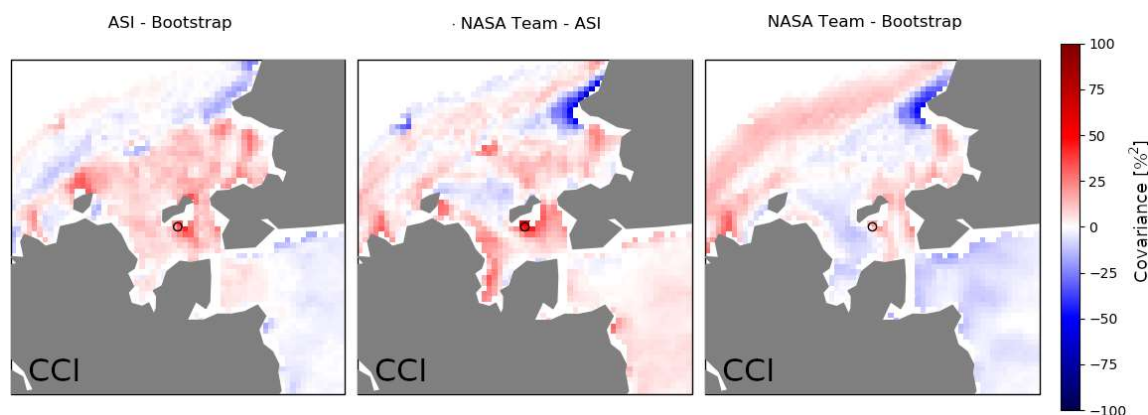 ASI - Bootstrap
· NASA Team - ASI
NASA Team - Bootstrap
CCI
CCI
CCI
100
75
50
25
0
−25
−50
−75
−100
Covariance [%²]